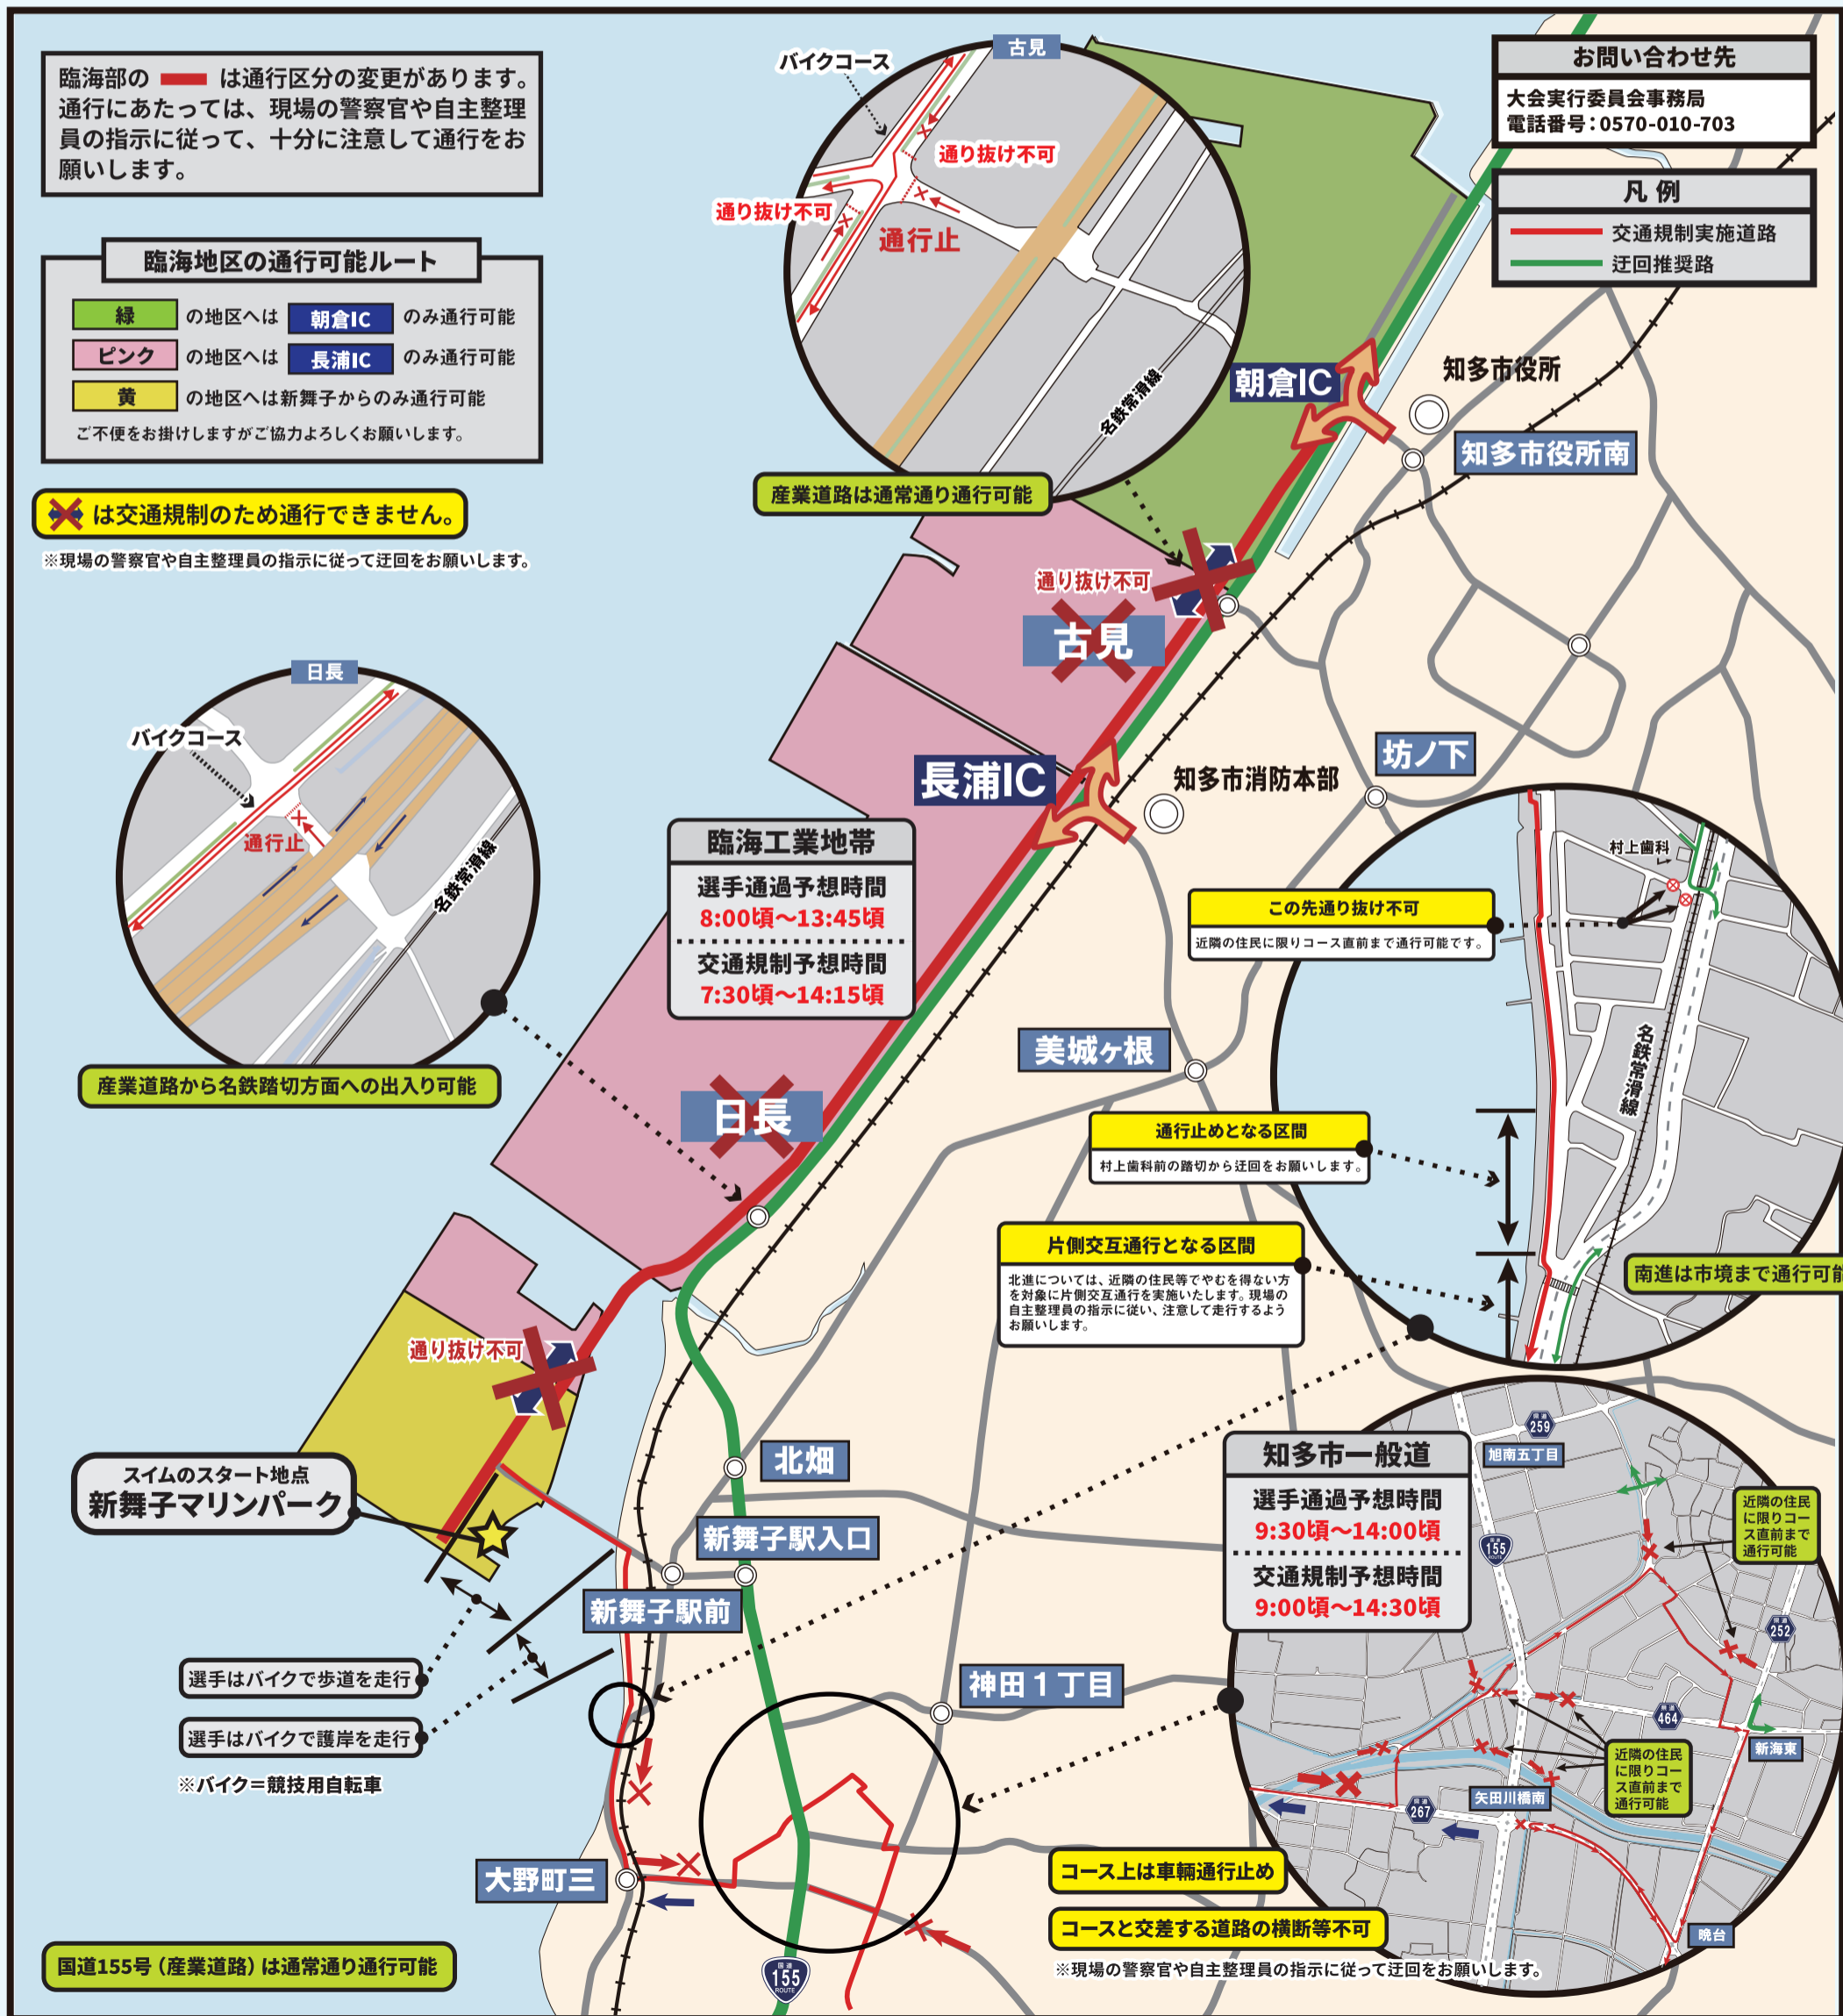 臨海部の は通行区分の変更があります。
通行にあたっては、現場の警察官や自主整理
員の指示に従って、十分に注意して通行をお
願いします。
臨海地区の通行可能ルート
緑 の地区へは 朝倉IC のみ通行可能
ピンク の地区へは 長浦IC のみ通行可能
黄 の地区へは新舞子からのみ通行可能
ご不便をお掛けしますがご協力よろしくお願いします。
は交通規制のため通行できません。
※現場の警察官や自主整理員の指示に従って迂回をお願いします。
古見
バイクコース
通り抜け不可
通り抜け不可
通行止
名鉄常滑線
産業道路は通常通り通行可能
お問い合わせ先
大会実行委員会事務局
電話番号：0570-010-703
凡 例
交通規制実施道路
迂回推奨路
朝倉IC
知多市役所
知多市役所南
通り抜け不可
古見
長浦IC
知多市消防本部
坊ノ下
日長
バイクコース
通行止
名鉄常滑線
産業道路から名鉄踏切方面への出入り可能
臨海工業地帯
選手通過予想時間
8:00頃〜13:45頃
交通規制予想時間
7:30頃〜14:15頃
日長
美城ヶ根
村上歯科
この先通り抜け不可
近隣の住民に限りコース直前まで通行可能です。
名鉄常滑線
通行止めとなる区間
村上歯科前の踏切から迂回をお願いします。
片側交互通行となる区間
北進については、近隣の住民等でやむを得ない方
を対象に片側交互通行を実施いたします。現場の
自主整理員の指示に従い、注意して走行するよう
お願いします。
南進は市境まで通行可能
通り抜け不可
スイムのスタート地点
新舞子マリンパーク
北畑
新舞子駅入口
新舞子駅前
選手はバイクで歩道を走行
選手はバイクで護岸を走行
※バイク＝競技用自転車
神田１丁目
大野町三
国道155号（産業道路）は通常通り通行可能
国道
155
ROUTE
知多市一般道
選手通過予想時間
9:30頃〜14:00頃
交通規制予想時間
9:00頃〜14:30頃
県道
259
旭南五丁目
国道
155
ROUTE
近隣の住民
に限りコー
ス直前まで
通行可能
県道
252
県道
464
新海東
近隣の住民
に限りコー
ス直前まで
通行可能
矢田川橋南
県道
267
晩台
コース上は車輌通行止め
コースと交差する道路の横断等不可
※現場の警察官や自主整理員の指示に従って迂回をお願いします。